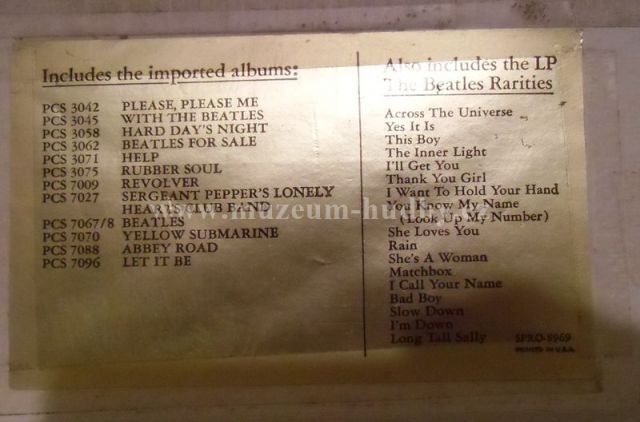 Includes the imported albums:
PCS 3042 PLEASE, PLEASE ME
PCS 3045 WITH THE BEATLES
PCS 3058 HARD DAY'S NIGHT
PCS 3062 BEATLES FOR SALE
PCS 3071 HELP
PCS 3075 RUBBER SOUL
PCS 7009 REVOLVER
PCS 7027 SERGEANT PEPPER'S LONELY
HEARTS CLUB BAND
PCS 7067/8 BEATLES
PCS 7070 YELLOW SUBMARINE
PCS 7088 ABBEY ROAD
PCS 7096 LET IT BE
Also includes the LP
The Beatles Rarities
Across The Universe
Yes It Is
This Boy
The Inner Light
I'll Get You
Thank You Girl
I Want To Hold Your Hand
You Know My Name
(Look Up My Number)
She Loves You
Rain
She's A Woman
Matchbox
I Call Your Name
Bad Boy
Slow Down
I'm Down
Long Tall Sally
SPRO-8969
PRINTED IN U.S.A.